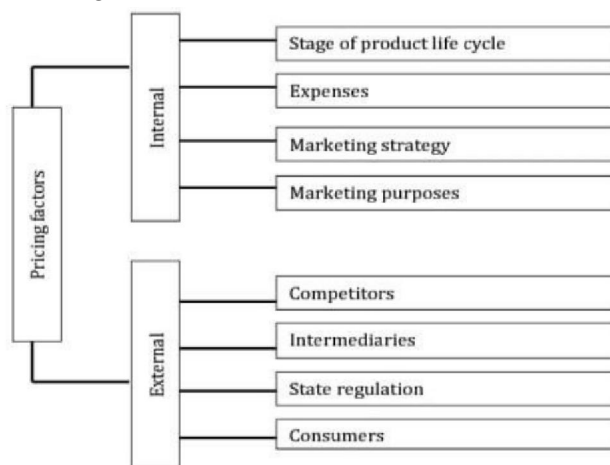 Pricing factors
Internal
Stage of product life cycle
Expenses
Marketing strategy
Marketing purposes
External
Competitors
Intermediaries
State regulation
Consumers